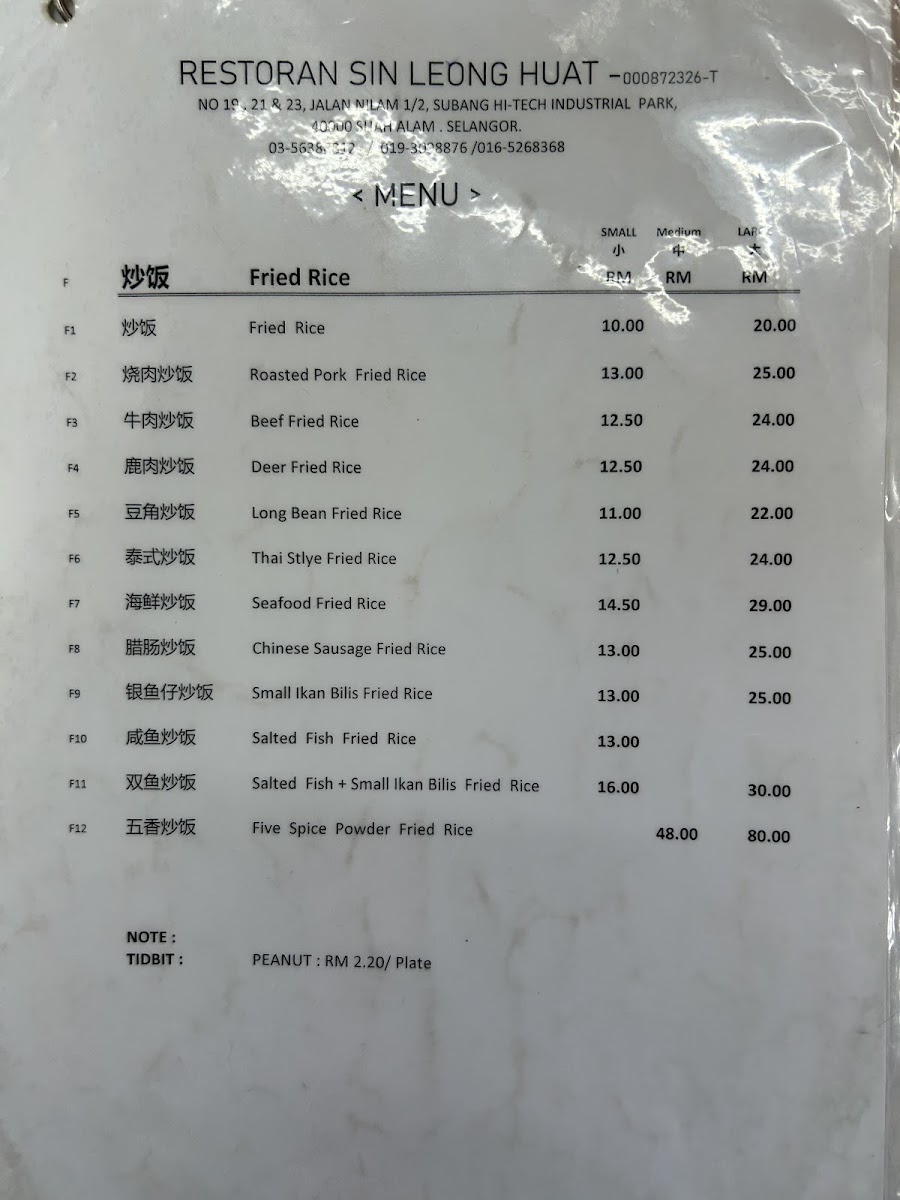 RESTORAN SIN LEONG HUAT -000872326-T
NO 19, 21 & 23, JALAN NILAM 1/2, SUBANG HI-TECH INDUSTRIAL PARK,
40000 SHAH ALAM . SELANGOR.
/ /016-5268368
< MENU >
SMALL Medium LARGE
小 中 大
F 炒饭 Fried Rice RM RM RM
F1 炒饭 Fried Rice 10.00 20.00
F2 烧肉炒饭 Roasted Pork Fried Rice 13.00 25.00
F3 牛肉炒饭 Beef Fried Rice 12.50 24.00
F4 鹿肉炒饭 Deer Fried Rice 12.50 24.00
F5 豆角炒饭 Long Bean Fried Rice 11.00 22.00
F6 泰式炒饭 Thai Stlye Fried Rice 12.50 24.00
F7 海鲜炒饭 Seafood Fried Rice 14.50 29.00
F8 腊肠炒饭 Chinese Sausage Fried Rice 13.00 25.00
F9 银鱼仔炒饭 Small Ikan Bilis Fried Rice 13.00 25.00
F10 咸鱼炒饭 Salted Fish Fried Rice 13.00
F11 双鱼炒饭 Salted Fish + Small Ikan Bilis Fried Rice 16.00 30.00
F12 五香炒饭 Five Spice Powder Fried Rice 48.00 80.00
NOTE :
TIDBIT : PEANUT : RM 2.20/ Plate